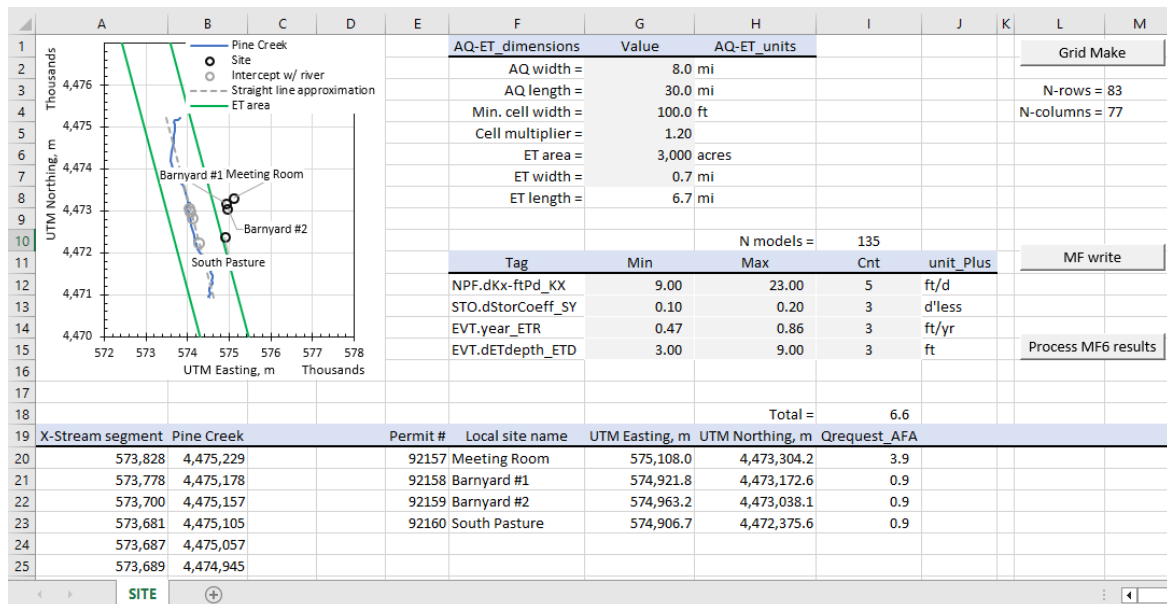 A B C D E F G H I J K L M
1 AQ-ET_dimensions Value AQ-ET_units
2 AQ width = 8.0 mi
3 AQ length = 30.0 mi
4 Min. cell width = 100.0 ft
5 Cell multiplier = 1.20
6 ET area = 3,000 acres
7 ET width = 0.7 mi
8 ET length = 6.7 mi
9
10 N models = 135
11 Tag Min Max Cnt unit_Plus
12 NPF.dKx-ftPd_KX 9.00 23.00 5 ft/d
13 STO.dStorCoeff_SY 0.10 0.20 3 d'less
14 EVT.year_ETR 0.47 0.86 3 ft/yr
15 EVT.dETdepth_ETD 3.00 9.00 3 ft
16
17
18 Total = 6.6
19 X-Stream segment Pine Creek Permit # Local site name UTM Easting, m UTM Northing, m Qrequest_AFA
20 573,828 4,475,229 92157 Meeting Room 575,108.0 4,473,304.2 3.9
21 573,778 4,475,178 92158 Barnyard #1 574,921.8 4,473,172.6 0.9
22 573,700 4,475,157 92159 Barnyard #2 574,963.2 4,473,038.1 0.9
23 573,681 4,475,105 92160 South Pasture 574,906.7 4,472,375.6 0.9
24 573,687 4,475,057
25 573,689 4,474,945
Pine Creek
Site
Intercept w/ river
Straight line approximation
ET area
Thousands
UTM Northing, m
4,476
4,475
4,474
4,473
4,472
4,471
4,470
Barnyard #1
Meeting Room
Barnyard #2
South Pasture
572 573 574 575 576 577 578
UTM Easting, m Thousands
Grid Make
N-rows = 83
N-columns = 77
MF write
Process MF6 results
SITE